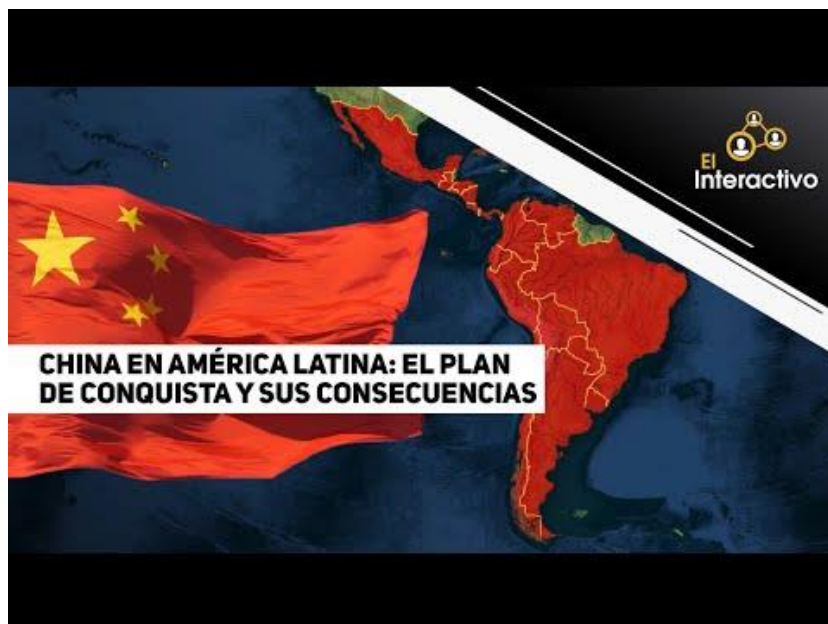 El
Interactivo
CHINA EN AMÉRICA LATINA: EL PLAN
DE CONQUISTA Y SUS CONSECUENCIAS